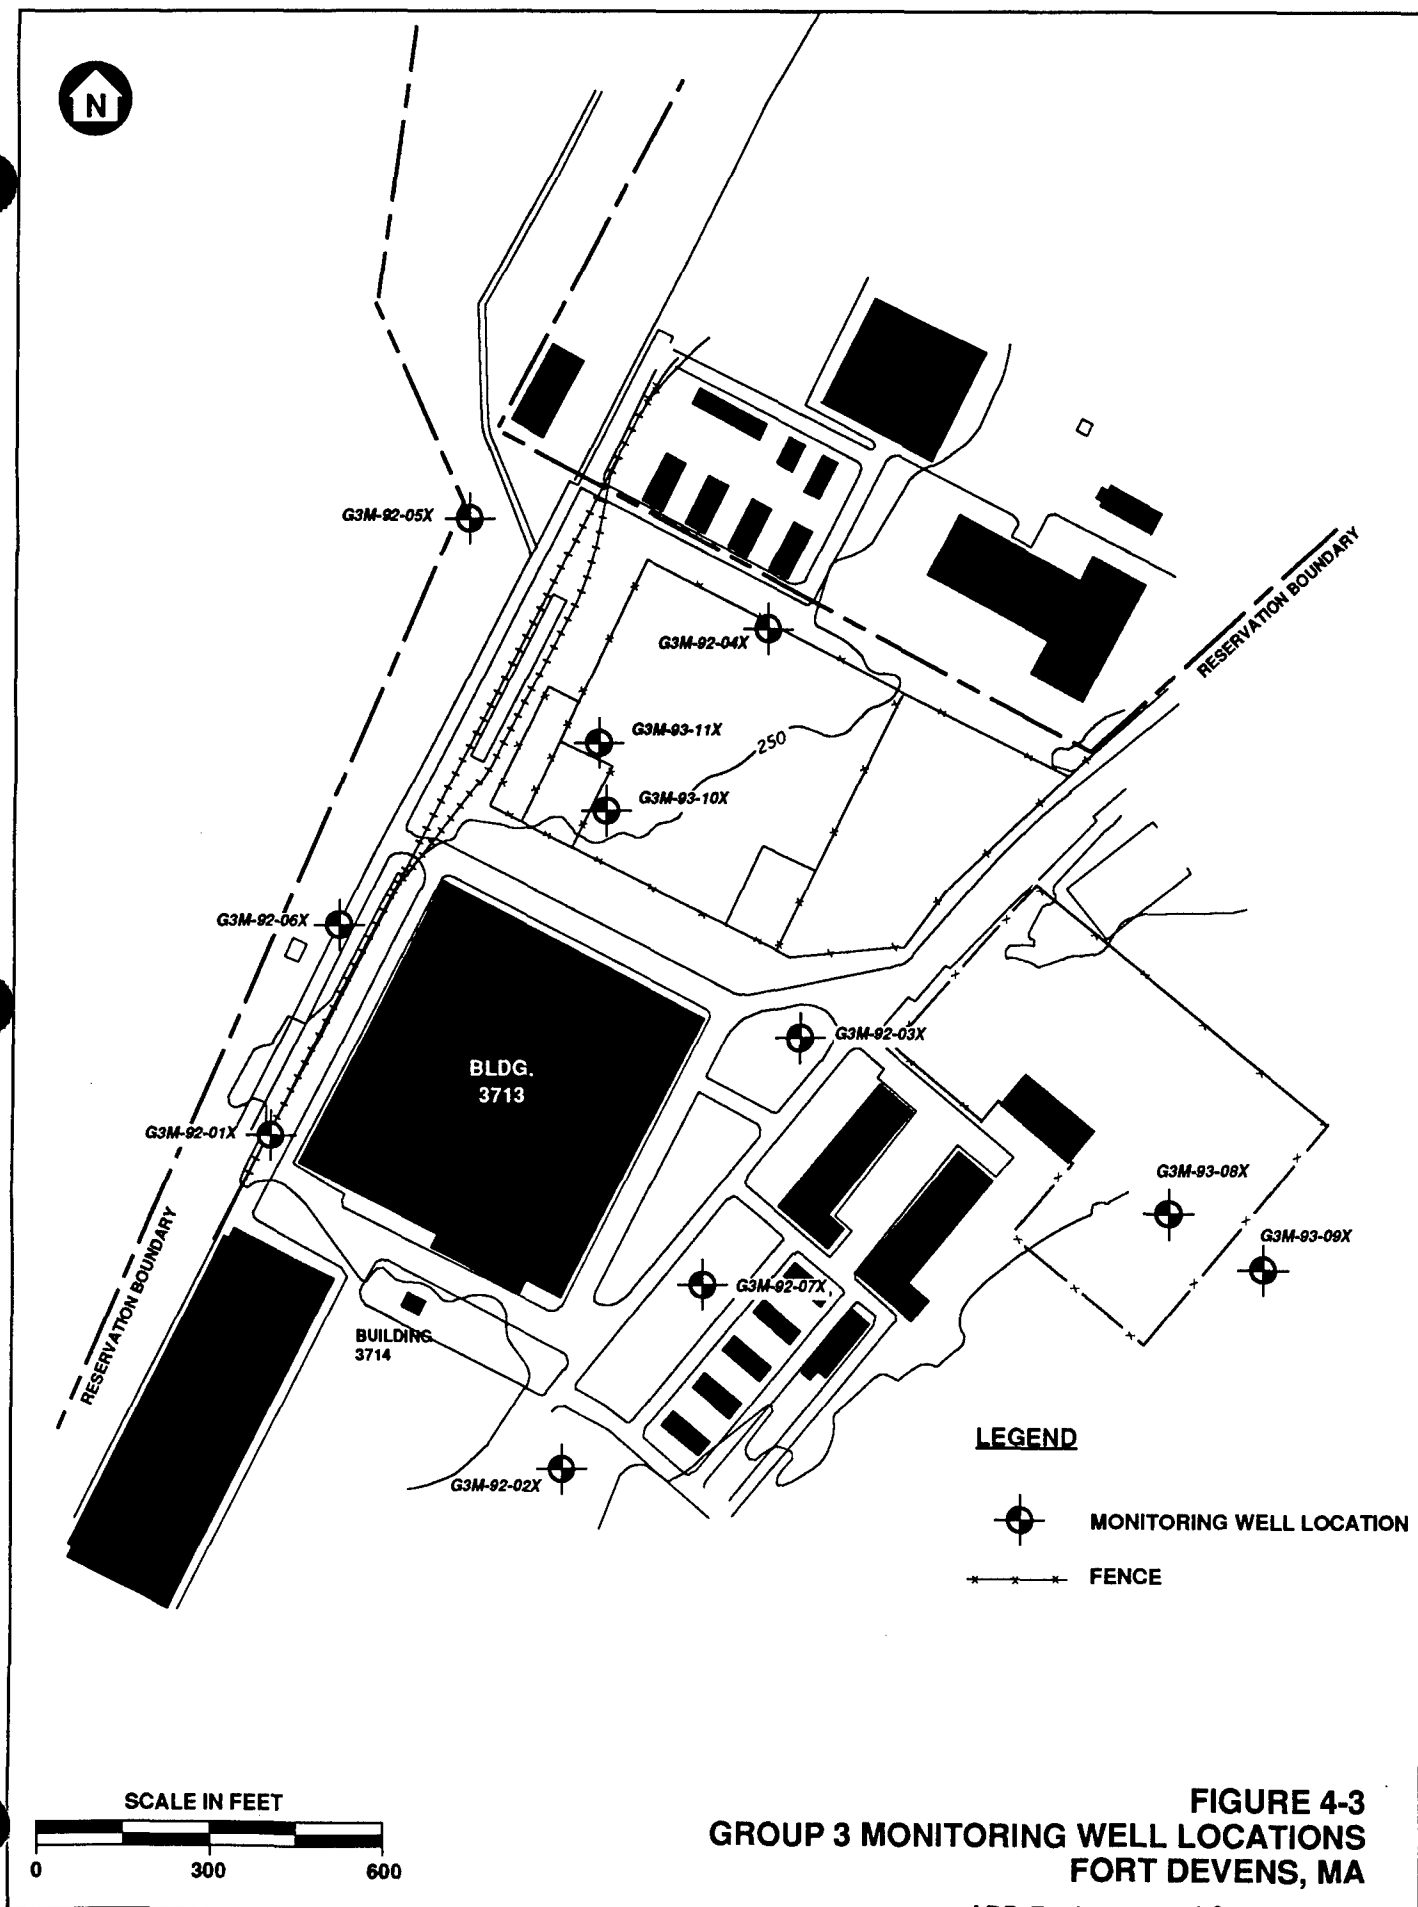 N
G3M-92-05X
RESERVATION BOUNDARY
G3M-92-04X
G3M-93-11X
250
G3M-93-10X
G3M-92-06X
G3M-92-03X
BLDG.
3713
G3M-92-01X
G3M-93-08X
G3M-93-09X
G3M-92-07X
RESERVATION BOUNDARY
BUILDING
3714
G3M-92-02X
LEGEND
MONITORING WELL LOCATION
FENCE
SCALE IN FEET
0 300 600
FIGURE 4-3
GROUP 3 MONITORING WELL LOCATIONS
FORT DEVENS, MA